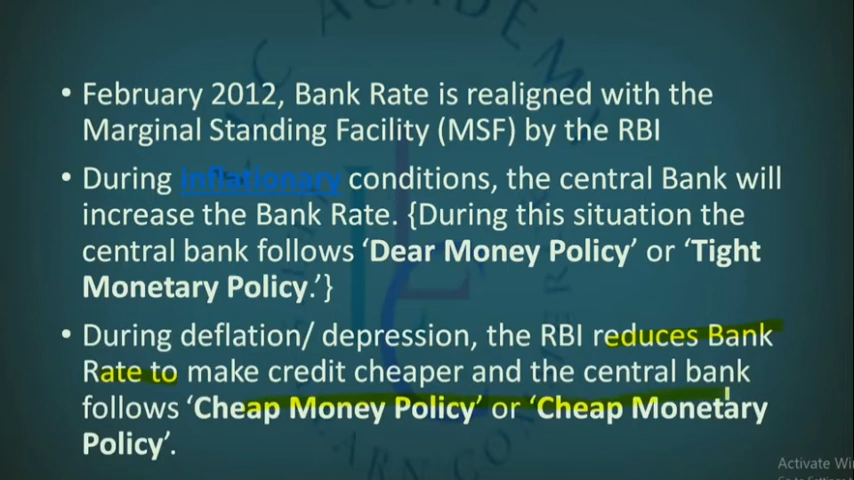 • February 2012, Bank Rate is realigned with the
Marginal Standing Facility (MSF) by the RBI
• During inflationary conditions, the central Bank will
increase the Bank Rate. {During this situation the
central bank follows ‘Dear Money Policy’ or ‘Tight
Monetary Policy.’}
• During deflation/ depression, the RBI reduces Bank
Rate to make credit cheaper and the central bank
follows ‘Cheap Money Policy’ or ‘Cheap Monetary
Policy’.
Activate Wi